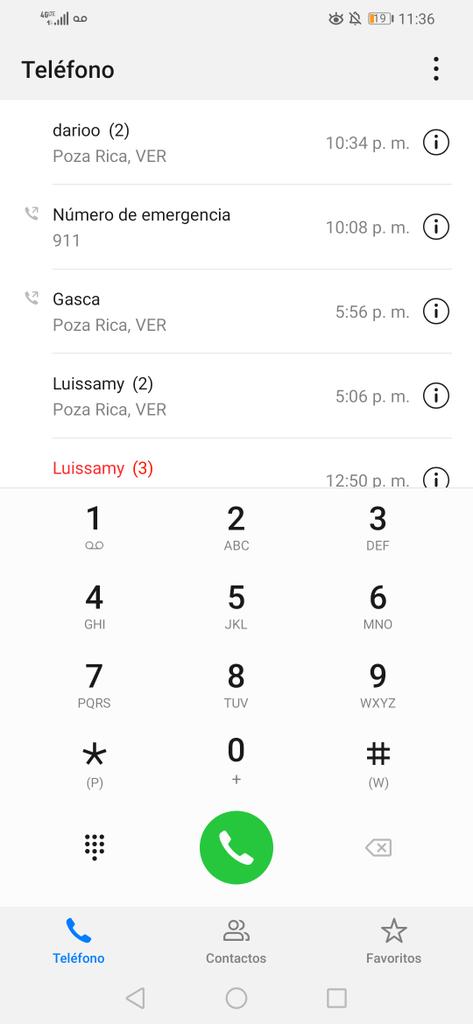 4G LTE 19 11:36
Teléfono
darioo (2)
Poza Rica, VER
10:34 p. m.
Número de emergencia
911
10:08 p. m.
Gasca
Poza Rica, VER
5:56 p. m.
Luissamy (2)
Poza Rica, VER
5:06 p. m.
Luissamy (3)
12:50 p. m.
1 2 3
ABC DEF
4 5 6
GHI JKL MNO
7 8 9
PQRS TUV WXYZ
* 0 #
(P) + (W)
Teléfono Contactos Favoritos